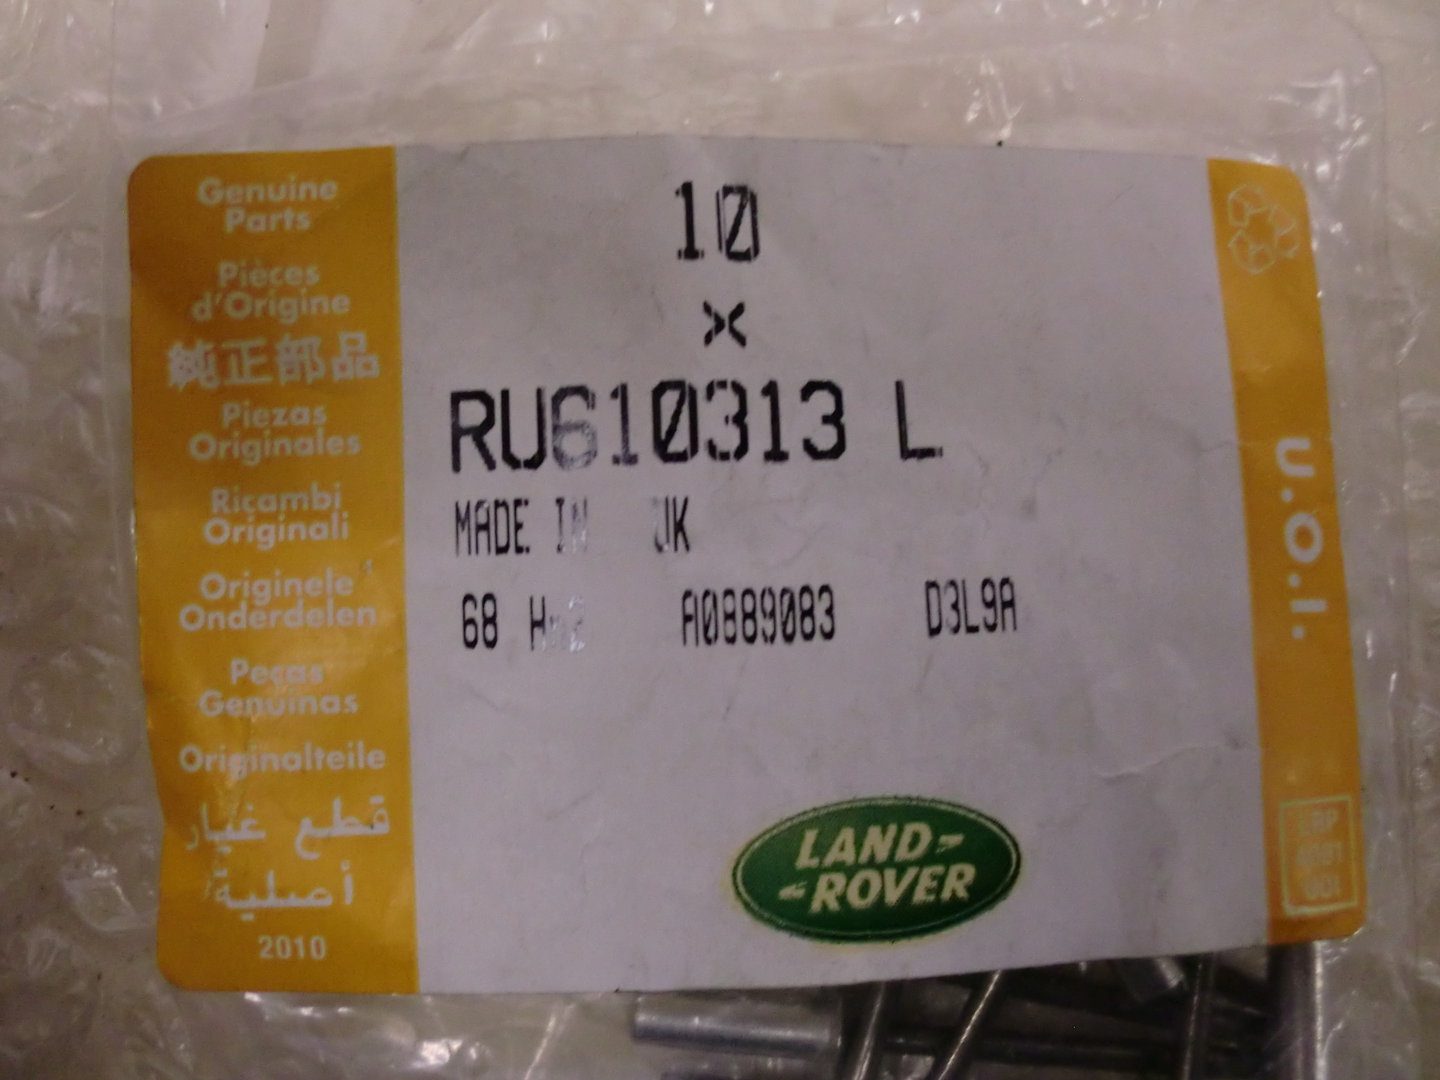 Genuine
Parts
Pièces
d'Origine
純正部品
Piezas
Originales
Ricambi
Originali
Originele
Onderdelen
Peças
Genuinas
Originalteile
قطع غيار
أصلية
2010
10
×
RU610313 L
MADE IN UK
68 A0889083 D3L9A
LAND-
-ROVER
U.O.I.